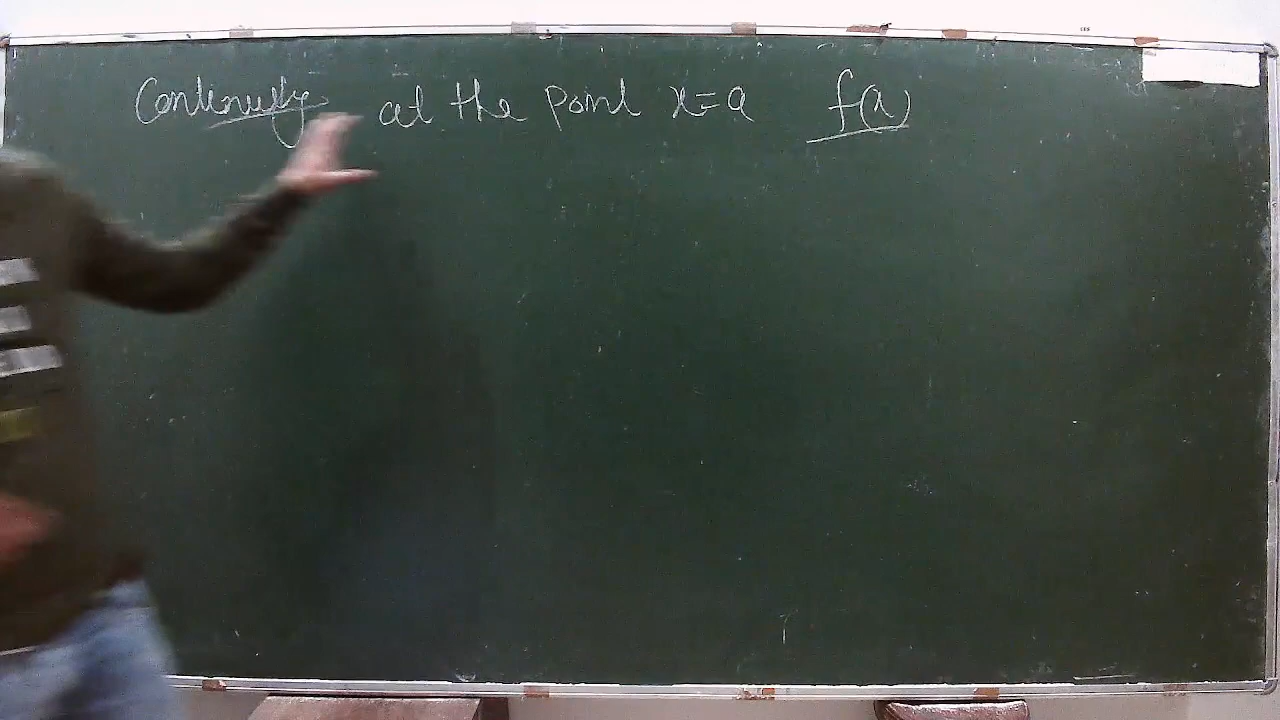 Continuity at the point x=a f(x)